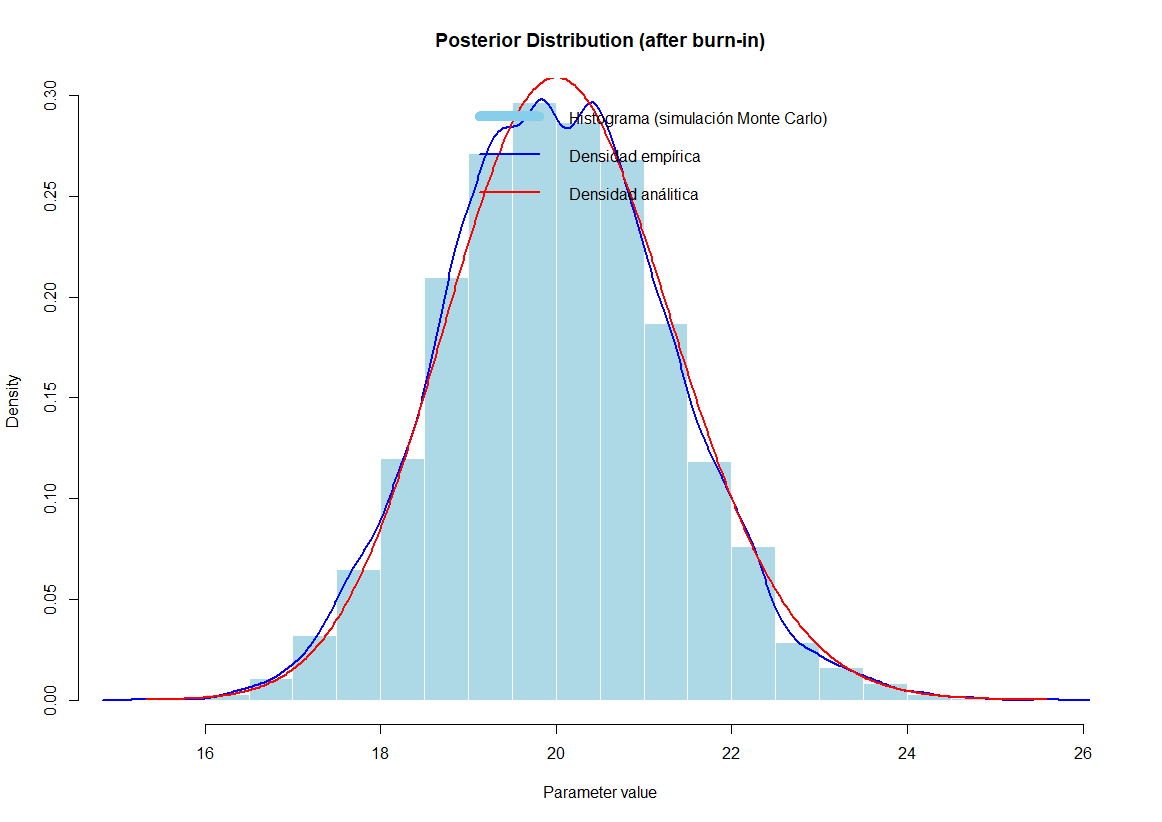 Posterior Distribution (after burn-in)
Histograma (simulación Monte Carlo)
Densidad empírica
Densidad análitica
Density
0.30
0.25
0.20
0.15
0.10
0.05
0.00
16 18 20 22 24 26
Parameter value